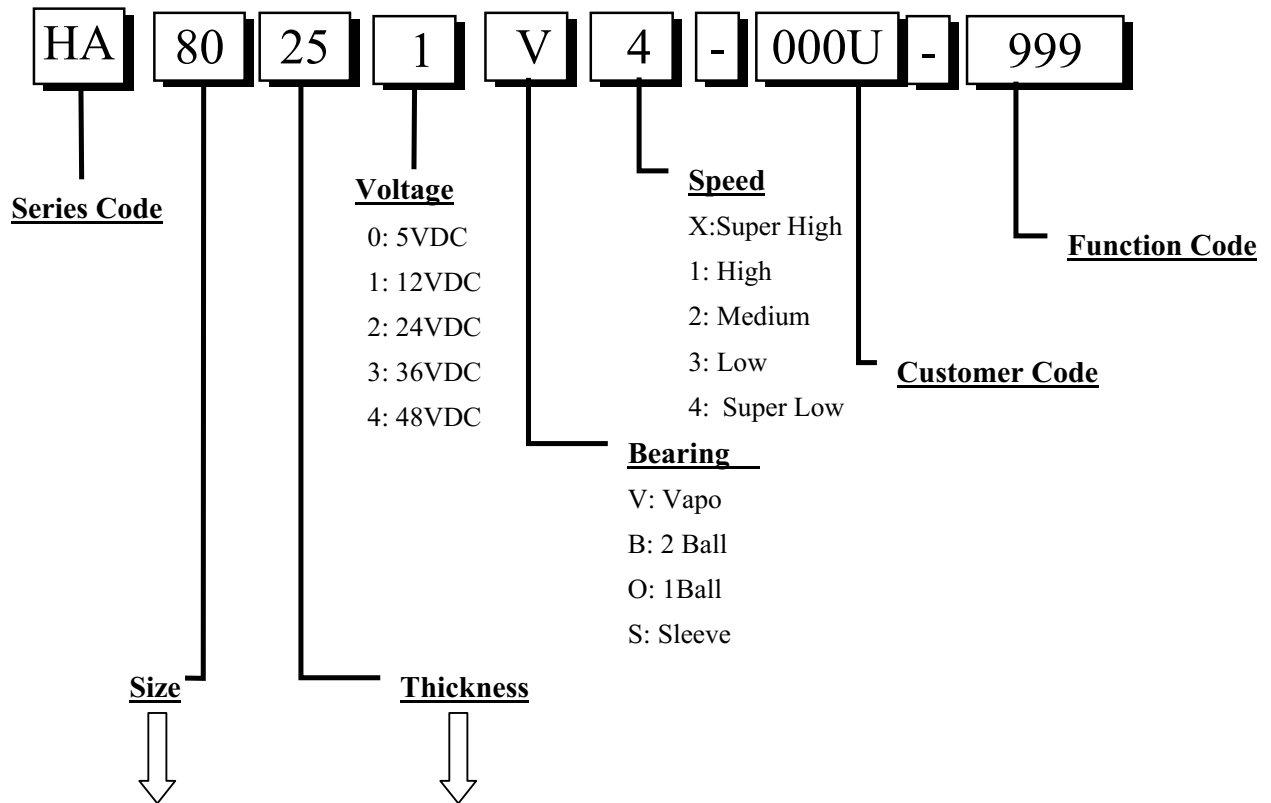 HA 80 25 1 V 4 - 000U - 999
Series Code
Voltage
0: 5VDC
1: 12VDC
2: 24VDC
3: 36VDC
4: 48VDC
Speed
X:Super High
1: High
2: Medium
3: Low
4: Super Low
Function Code
Customer Code
Bearing
V: Vapo
B: 2 Ball
O: 1Ball
S: Sleeve
Size
Thickness